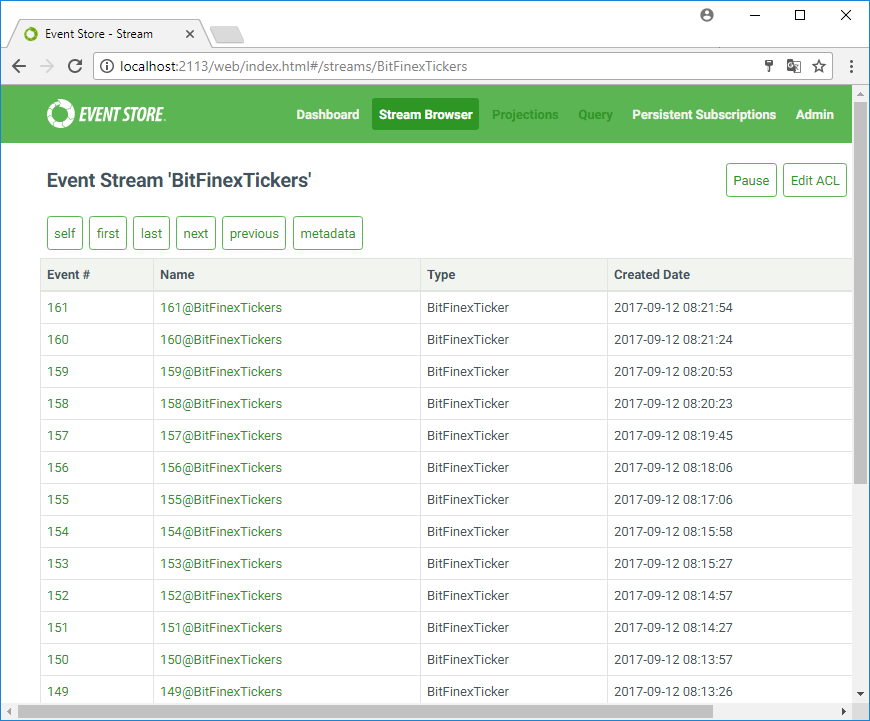 Event Store - Stream
localhost:2113/web/index.html#/streams/BitFinexTickers
EVENT STORE Dashboard Stream Browser Projections Query Persistent Subscriptions Admin
Event Stream 'BitFinexTickers' Pause Edit ACL
self first last next previous metadata
Event # Name Type Created Date
161 161@BitFinexTickers BitFinexTicker 2017-09-12 08:21:54
160 160@BitFinexTickers BitFinexTicker 2017-09-12 08:21:24
159 159@BitFinexTickers BitFinexTicker 2017-09-12 08:20:53
158 158@BitFinexTickers BitFinexTicker 2017-09-12 08:20:23
157 157@BitFinexTickers BitFinexTicker 2017-09-12 08:19:45
156 156@BitFinexTickers BitFinexTicker 2017-09-12 08:18:06
155 155@BitFinexTickers BitFinexTicker 2017-09-12 08:17:06
154 154@BitFinexTickers BitFinexTicker 2017-09-12 08:15:58
153 153@BitFinexTickers BitFinexTicker 2017-09-12 08:15:27
152 152@BitFinexTickers BitFinexTicker 2017-09-12 08:14:57
151 151@BitFinexTickers BitFinexTicker 2017-09-12 08:14:27
150 150@BitFinexTickers BitFinexTicker 2017-09-12 08:13:57
149 149@BitFinexTickers BitFinexTicker 2017-09-12 08:13:26